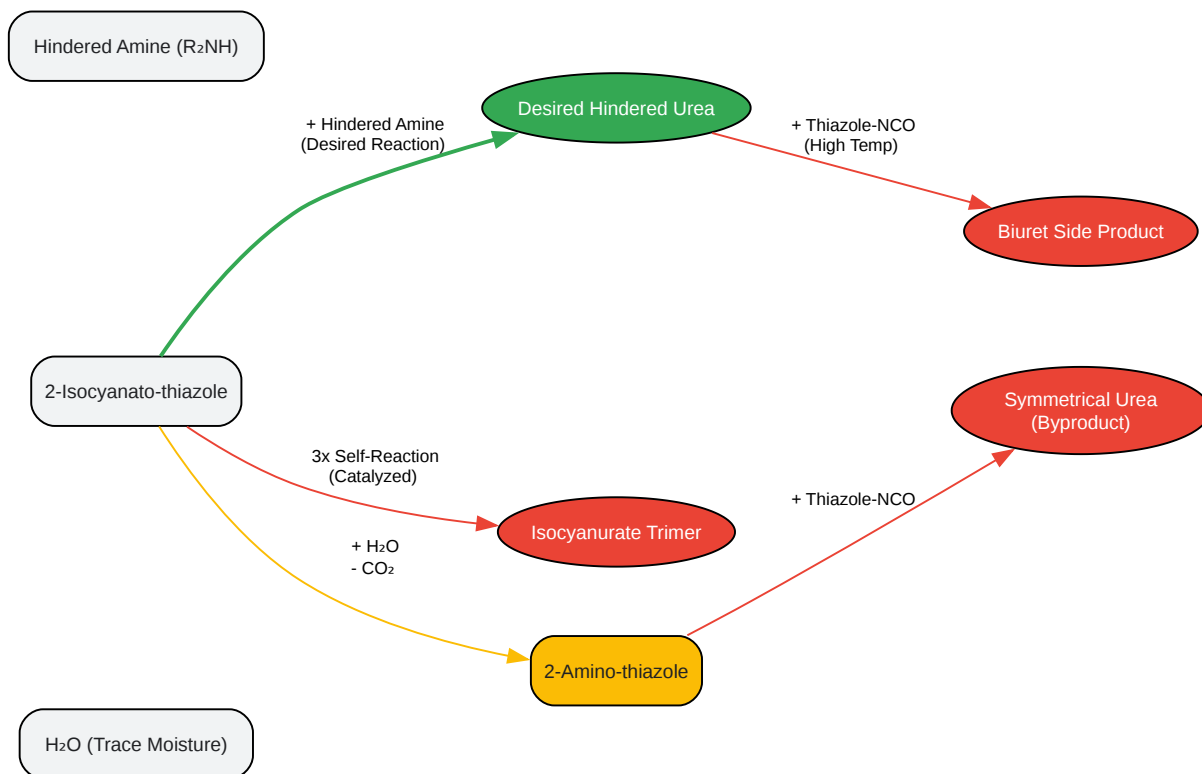 Hindered Amine (R₂NH)
Desired Hindered Urea
+ Hindered Amine
(Desired Reaction)
+ Thiazole-NCO
(High Temp)
Biuret Side Product
2-Isocyanato-thiazole
Symmetrical Urea
(Byproduct)
3x Self-Reaction
(Catalyzed)
+ Thiazole-NCO
Isocyanurate Trimer
+ H₂O
- CO₂
2-Amino-thiazole
H₂O (Trace Moisture)